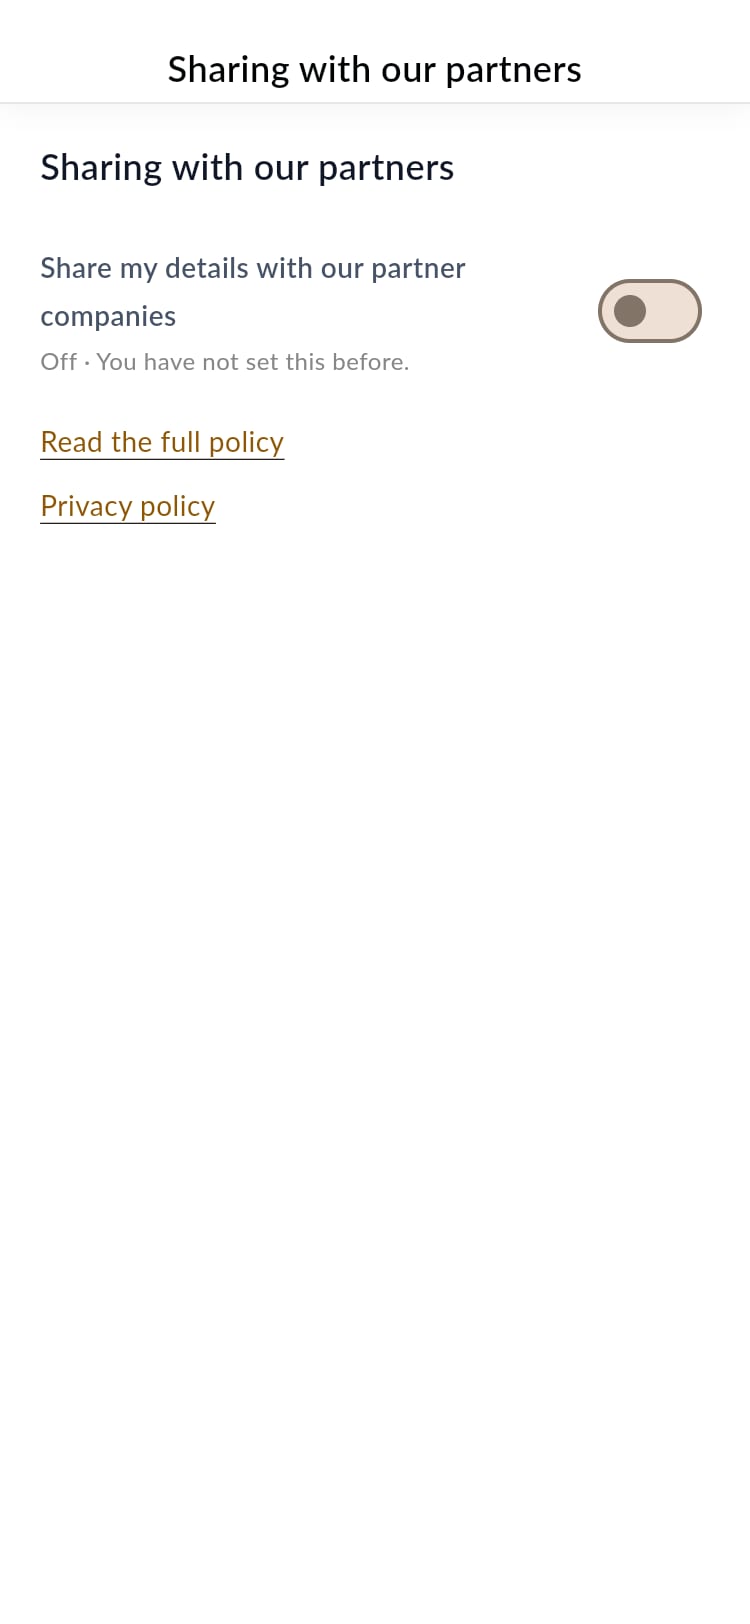 Sharing with our partners
Sharing with our partners
Share my details with our partner
companies
Off · You have not set this before.
Read the full policy
Privacy policy